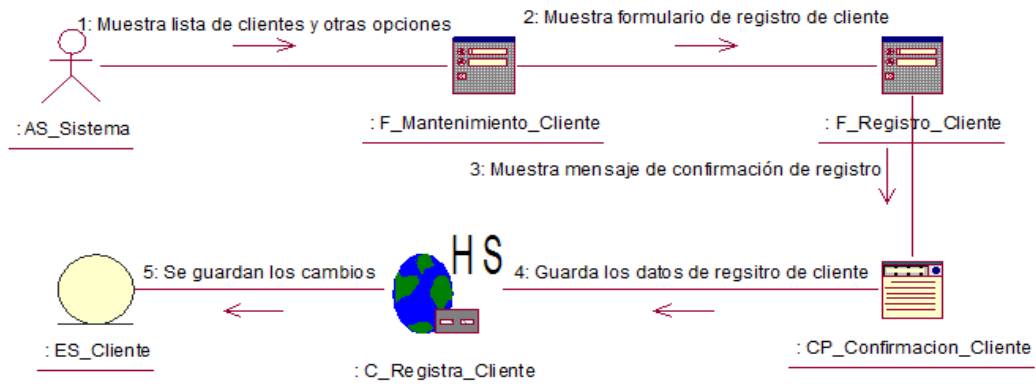 1: Muestra lista de clientes y otras opciones
2: Muestra formulario de registro de cliente
: AS_Sistema
: F_Mantenimiento_Cliente
: F_Registro_Cliente
3: Muestra mensaje de confirmación de registro
HS
5: Se guardan los cambios
4: Guarda los datos de regsitro de cliente
: ES_Cliente
: C_Registra_Cliente
: CP_Confirmacion_Cliente